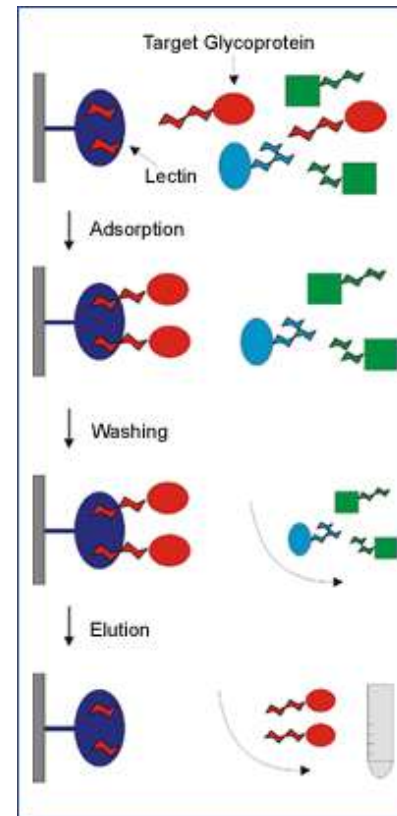 Target Glycoprotein
Lectin
Adsorption
Washing
Elution